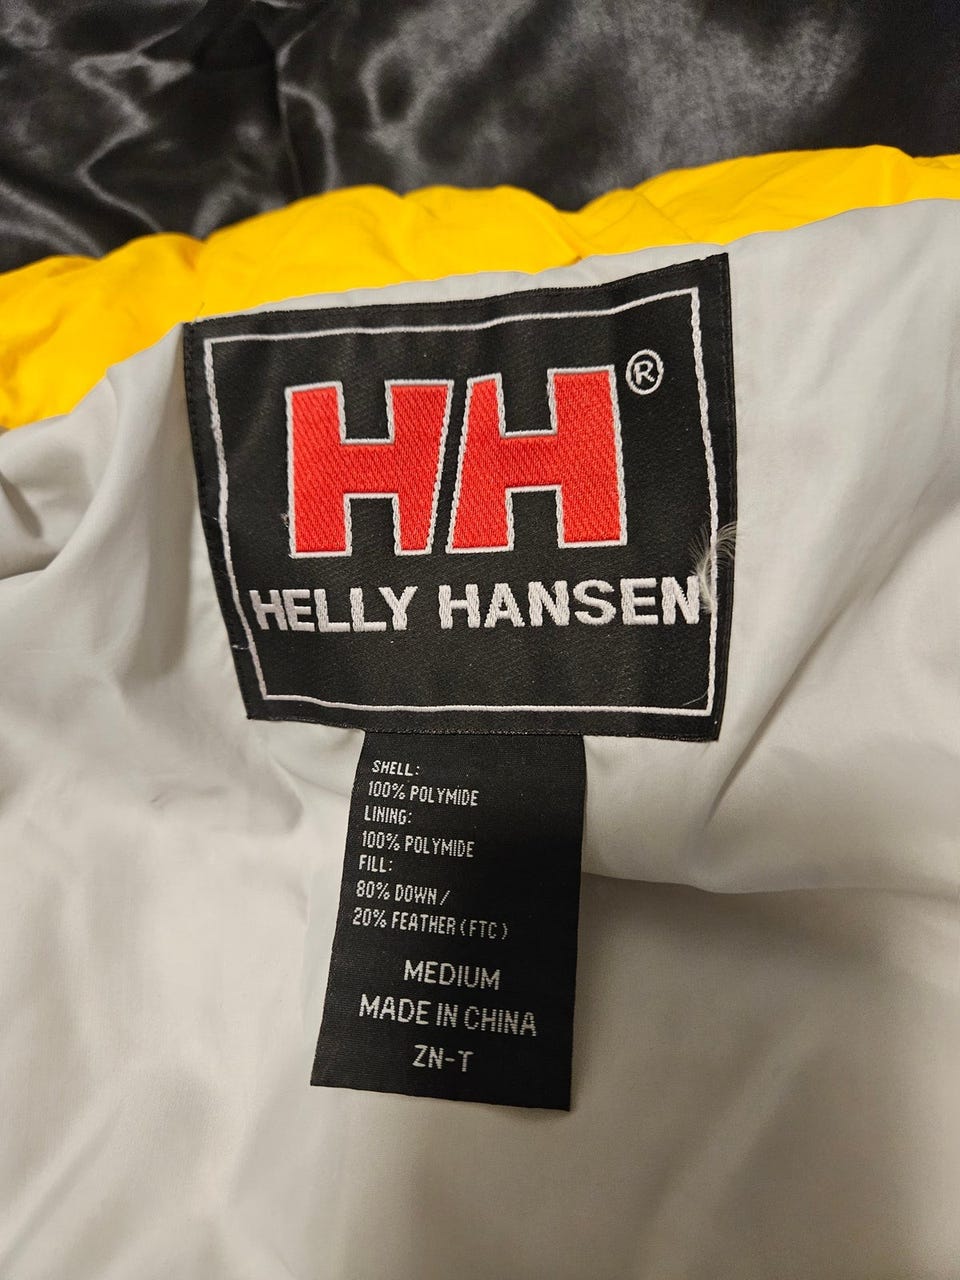 HH®
HELLY HANSEN
SHELL:
100% POLYMIDE
LINING:
100% POLYMIDE
FILL:
80% DOWN /
20% FEATHER (FTC)
MEDIUM
MADE IN CHINA
ZN-T